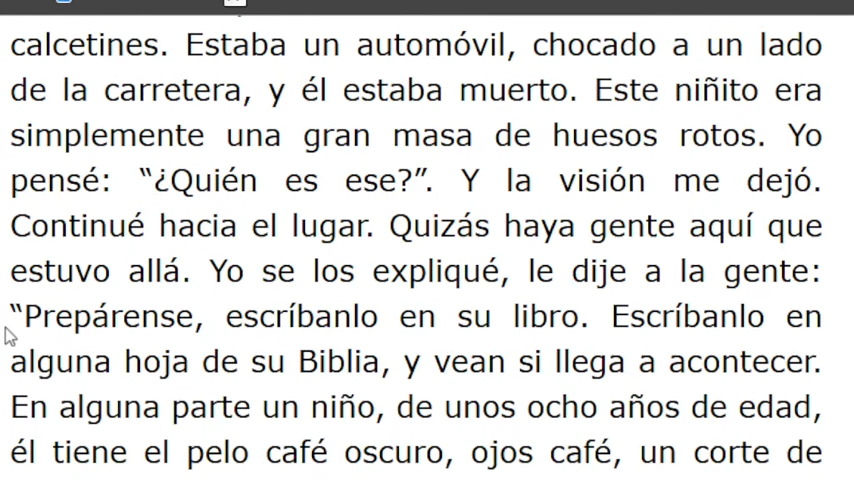 calcetines. Estaba un automóvil, chocado a un lado
de la carretera, y él estaba muerto. Este niñito era
simplemente una gran masa de huesos rotos. Yo
pensé: “¿Quién es ese?”. Y la visión me dejó.
Continué hacia el lugar. Quizás haya gente aquí que
estuvo allá. Yo se los expliqué, le dije a la gente:
“Prepárense, escríbanlo en su libro. Escríbanlo en
alguna hoja de su Biblia, y vean si llega a acontecer.
En alguna parte un niño, de unos ocho años de edad,
él tiene el pelo café oscuro, ojos café, un corte de